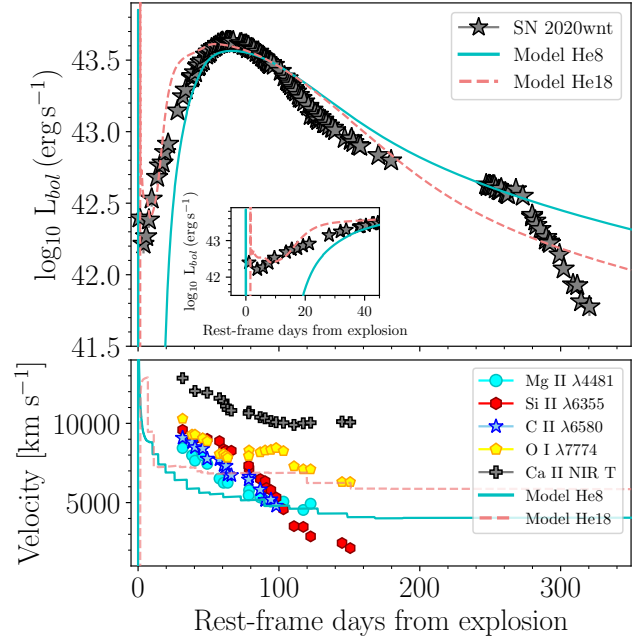 SN 2020wnt
Model He8
Model He18
log₁₀ L_bol (erg s⁻¹)
43.5
43.0
42.5
42.0
41.5
log₁₀ L_bol (erg s⁻¹)
43
42
0 20 40
Rest-frame days from explosion
Velocity [km s⁻¹]
10000
5000
Mg II λ4481
Si II λ6355
C II λ6580
O I λ7774
Ca II NIR T
Model He8
Model He18
0 100 200 300
Rest-frame days from explosion